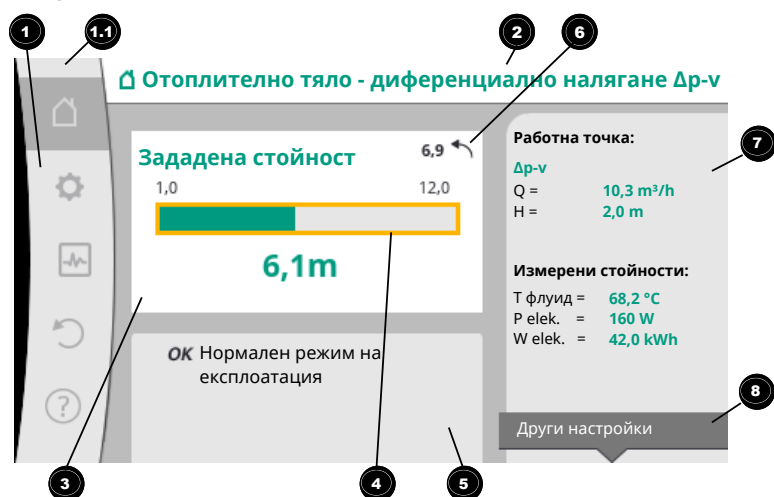 1
1.1
2
6
Отоплително тяло - диференциално налягане Δp-v
Зададена стойност
6,9
1,0
12,0
6,1m
OK Нормален режим на
експлоатация
Работна точка:
Δp-v
Q = 10,3 m³/h
H = 2,0 m
7
Измерени стойности:
T флуид = 68,2 °C
P elek. = 160 W
W elek. = 42,0 kWh
?
8
Други настройки
3
4
5